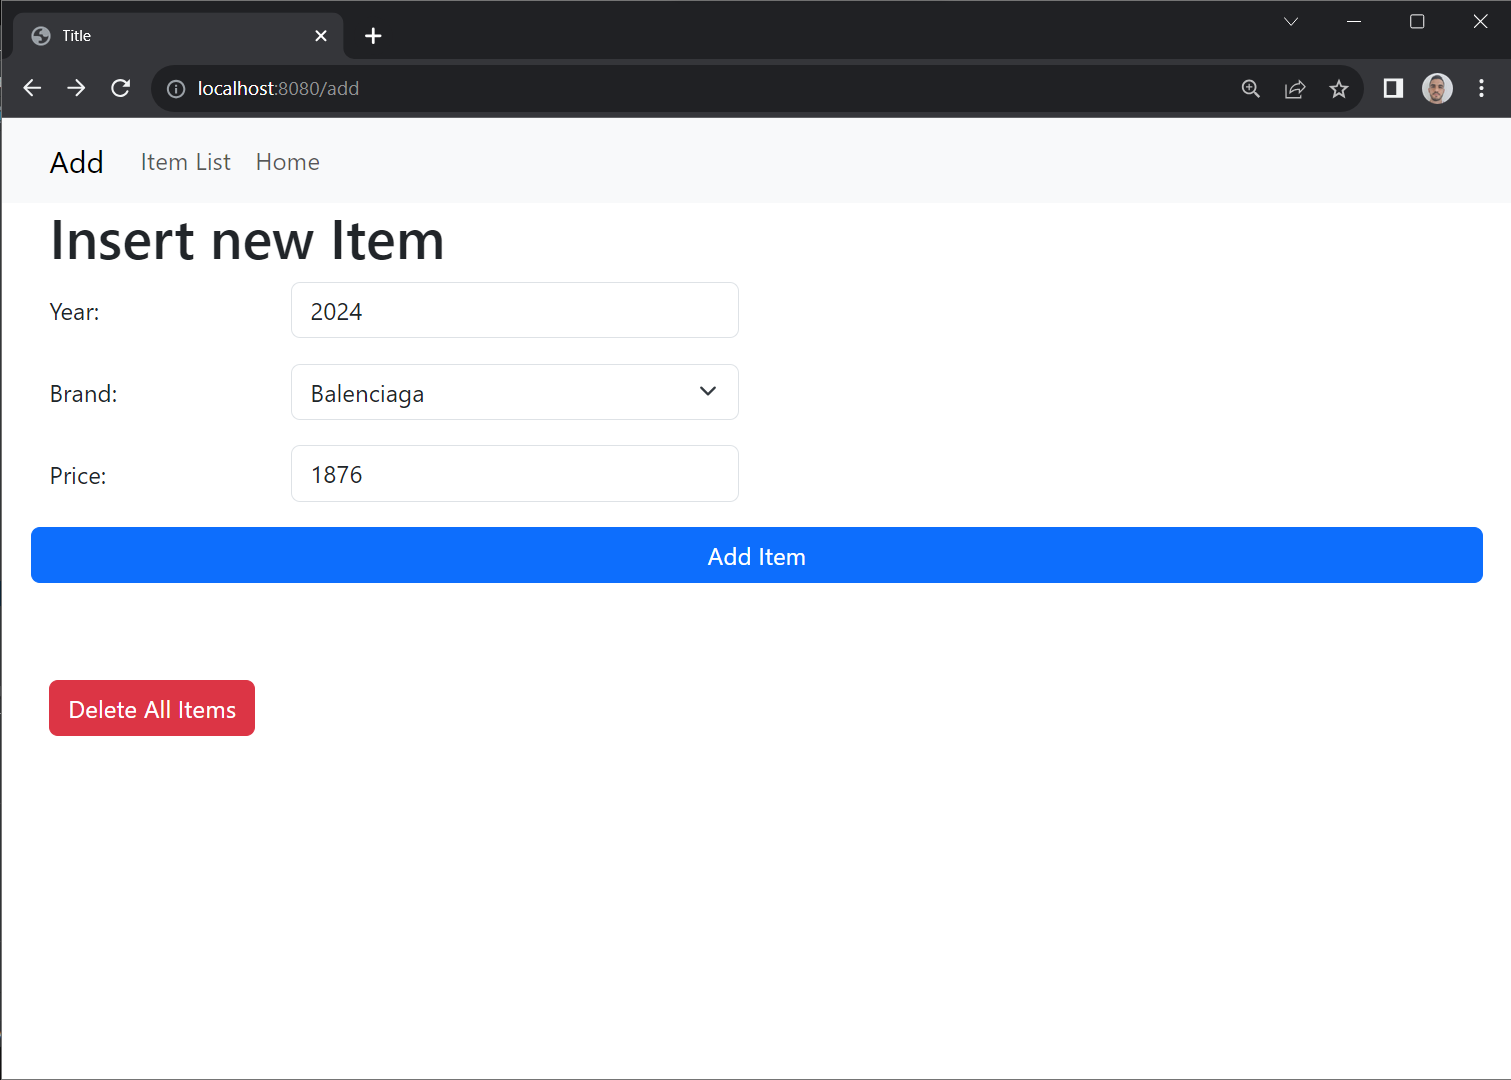 Title
localhost:8080/add
Add Item List Home
Insert new Item
Year: 2024
Brand: Balenciaga
Price: 1876
Add Item
Delete All Items